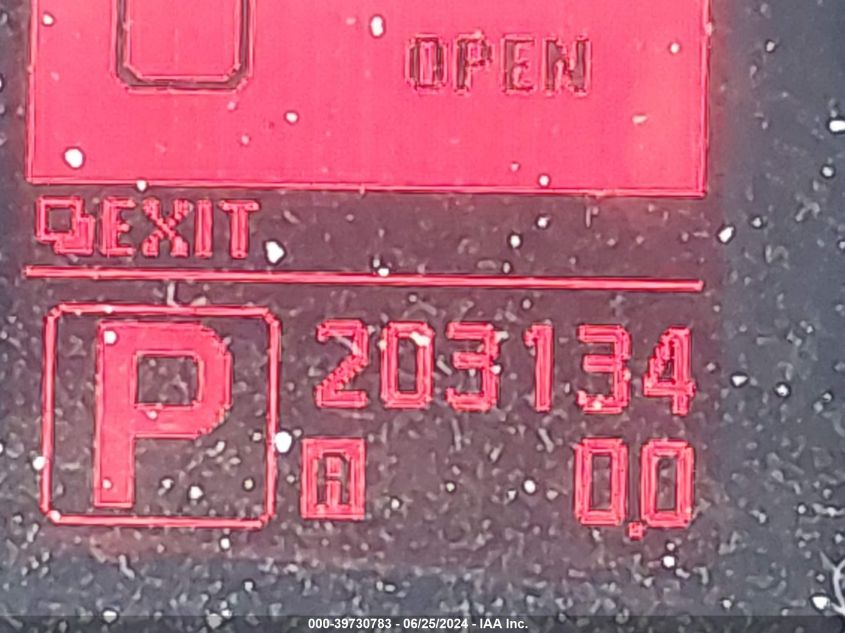 OPEN
EXIT
P 203134
A 0.0
000-39730783 - 06/25/2024 - IAA Inc.